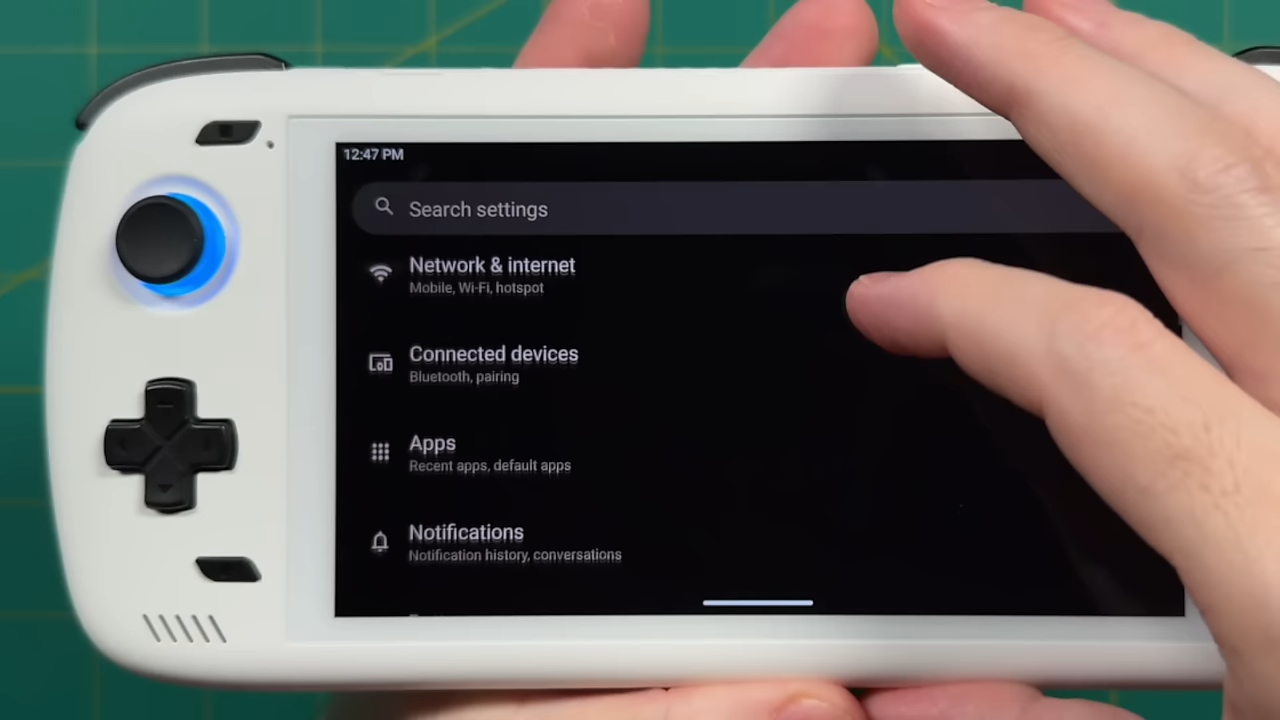 12:47 PM
Search settings
Network & internet
Mobile, Wi-Fi, hotspot
Connected devices
Bluetooth, pairing
Apps
Recent apps, default apps
Notifications
Notification history, conversations